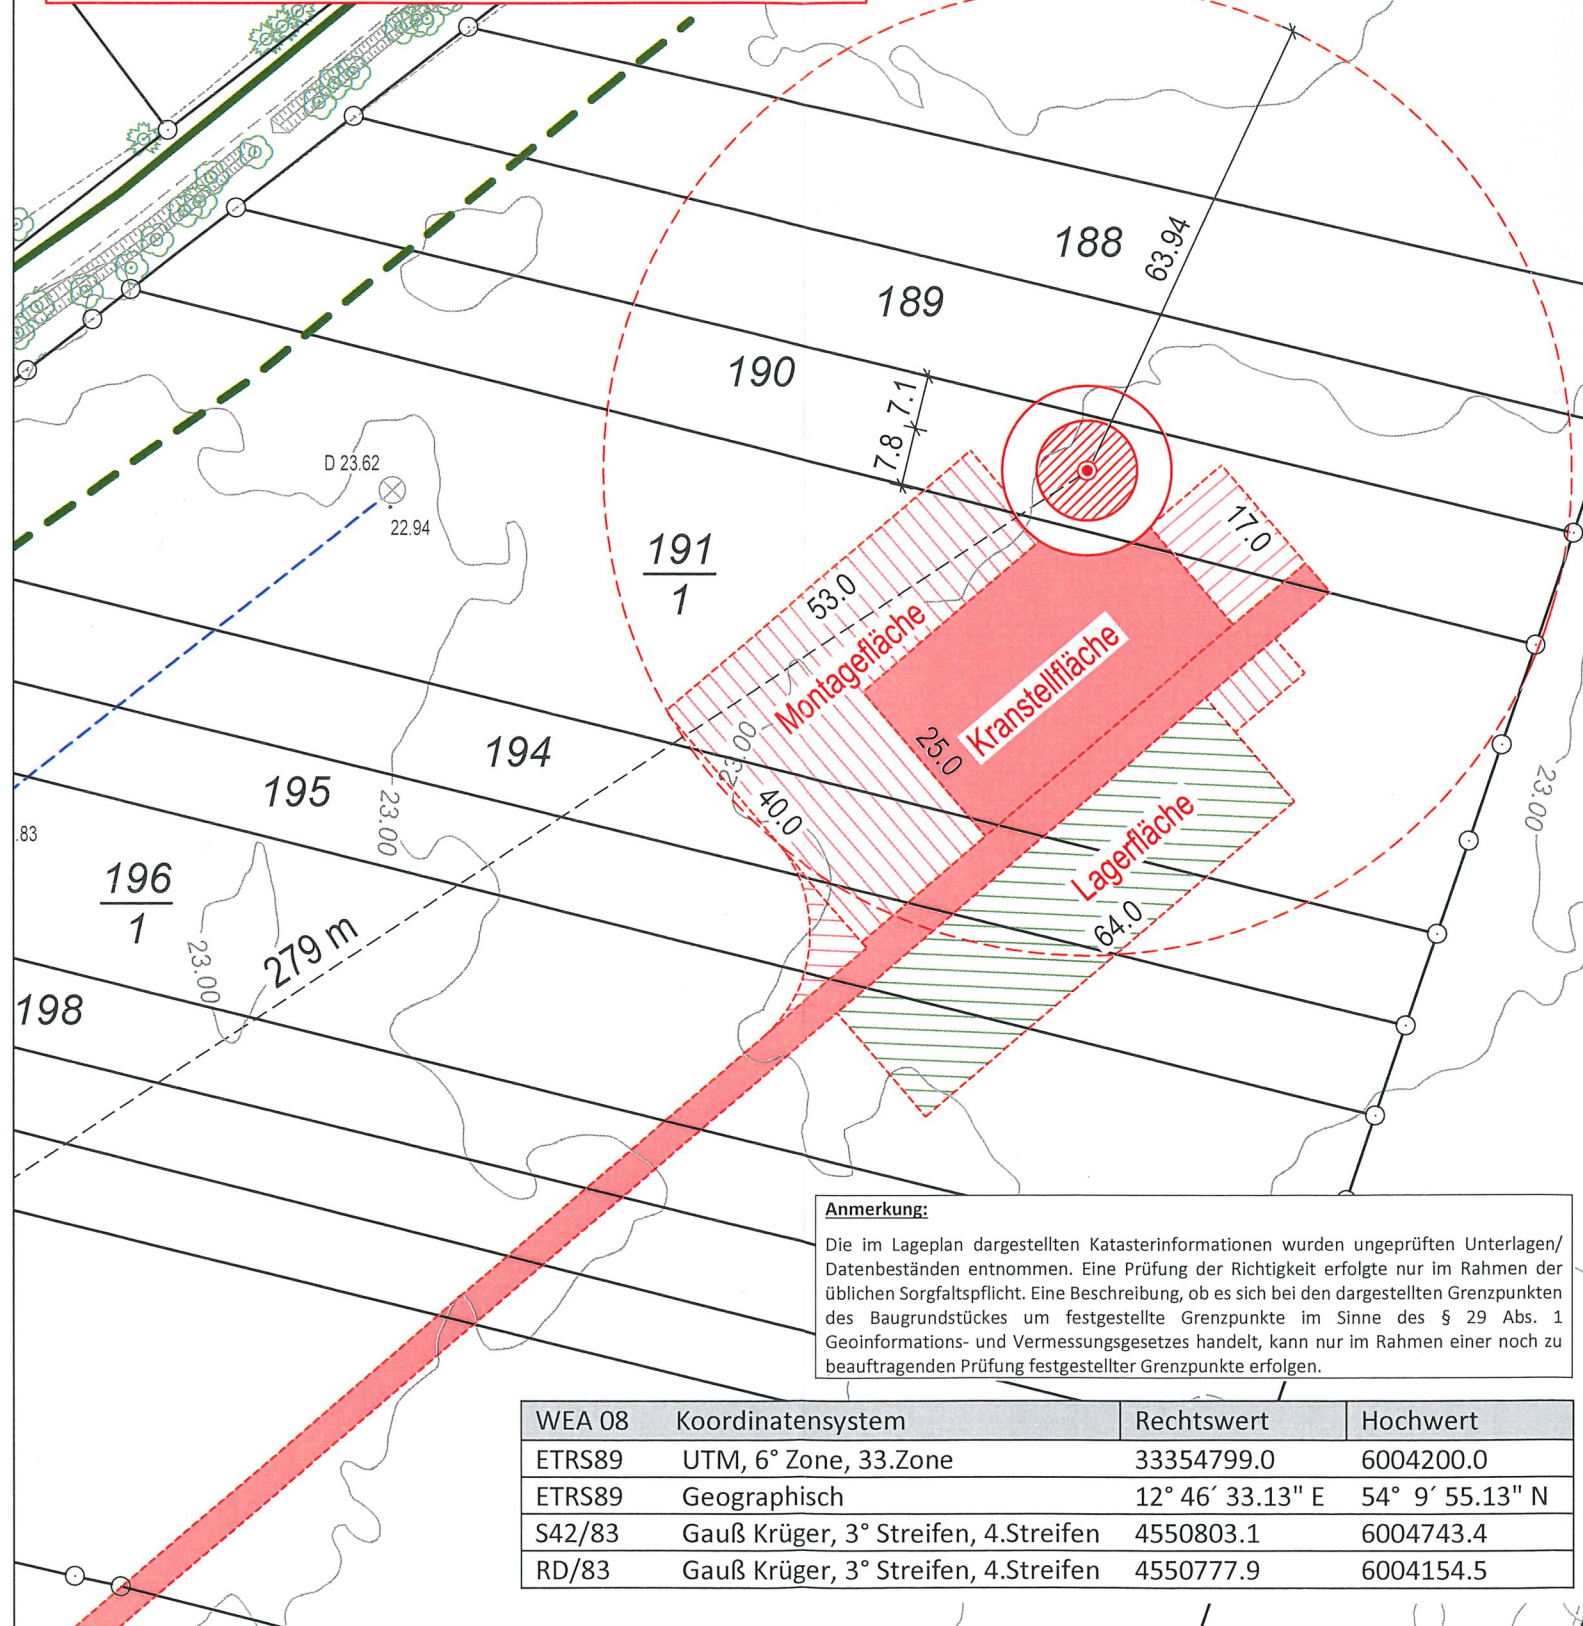 188
63.94
189
190
7.1
7.8
D 23.62
22.94
17.0
191
1
53.0
Montagefläche
Kranstellfläche
25.0
23.00
40.0
194
195
23.00
23.00
Lagerfläche
64.0
.83
196
1
23.00
279 m
198
Anmerkung:
Die im Lageplan dargestellten Katasterinformationen wurden ungeprüften Unterlagen/
Datenbeständen entnommen. Eine Prüfung der Richtigkeit erfolgte nur im Rahmen der
üblichen Sorgfaltspflicht. Eine Beschreibung, ob es sich bei den dargestellten Grenzpunkten
des Baugrundstückes um festgestellte Grenzpunkte im Sinne des § 29 Abs. 1
Geoinformations- und Vermessungsgesetzes handelt, kann nur im Rahmen einer noch zu
beauftragenden Prüfung festgestellter Grenzpunkte erfolgen.
WEA 08 Koordinatensystem Rechtswert Hochwert
ETRS89 UTM, 6° Zone, 33.Zone 33354799.0 6004200.0
ETRS89 Geographisch 12° 46´ 33.13" E 54° 9´ 55.13" N
S42/83 Gauß Krüger, 3° Streifen, 4.Streifen 4550803.1 6004743.4
RD/83 Gauß Krüger, 3° Streifen, 4.Streifen 4550777.9 6004154.5